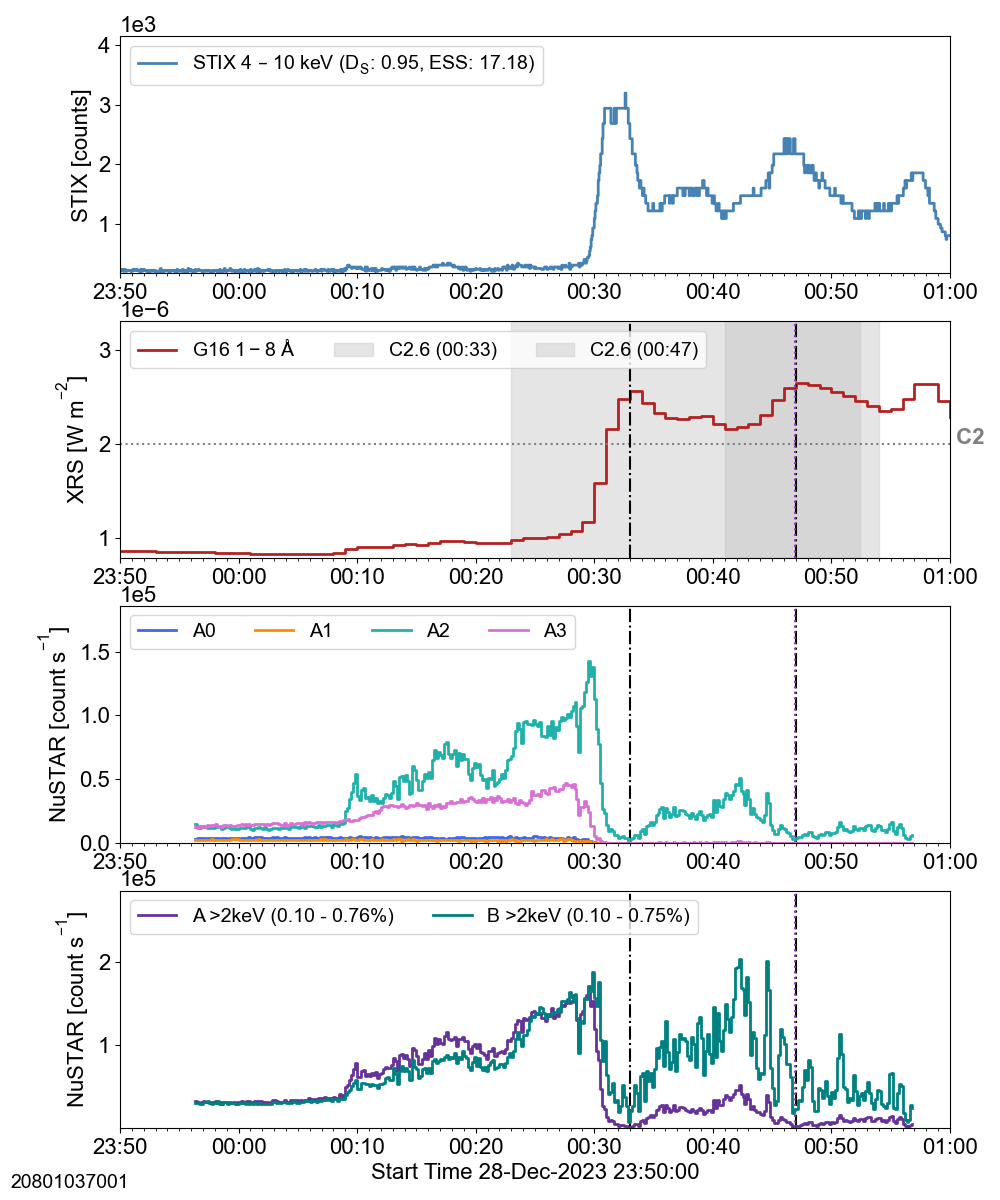 1e3
4
3
2
1
STIX [counts]
STIX 4 – 10 keV (DS: 0.95, ESS: 17.18)
23:50 00:00 00:10 00:20 00:30 00:40 00:50 01:00
1e−6
3
2
1
XRS [W m−2]
G16 1 − 8 Å C2.6 (00:33) C2.6 (00:47)
C2
23:50 00:00 00:10 00:20 00:30 00:40 00:50 01:00
1e5
1.5
1.0
0.5
0.0
NuSTAR [count s−1]
A0 A1 A2 A3
23:50 00:00 00:10 00:20 00:30 00:40 00:50 01:00
1e5
2
1
NuSTAR [count s−1]
A >2keV (0.10 - 0.76%) B >2keV (0.10 - 0.75%)
23:50 00:00 00:10 00:20 00:30 00:40 00:50 01:00
Start Time 28-Dec-2023 23:50:00
20801037001